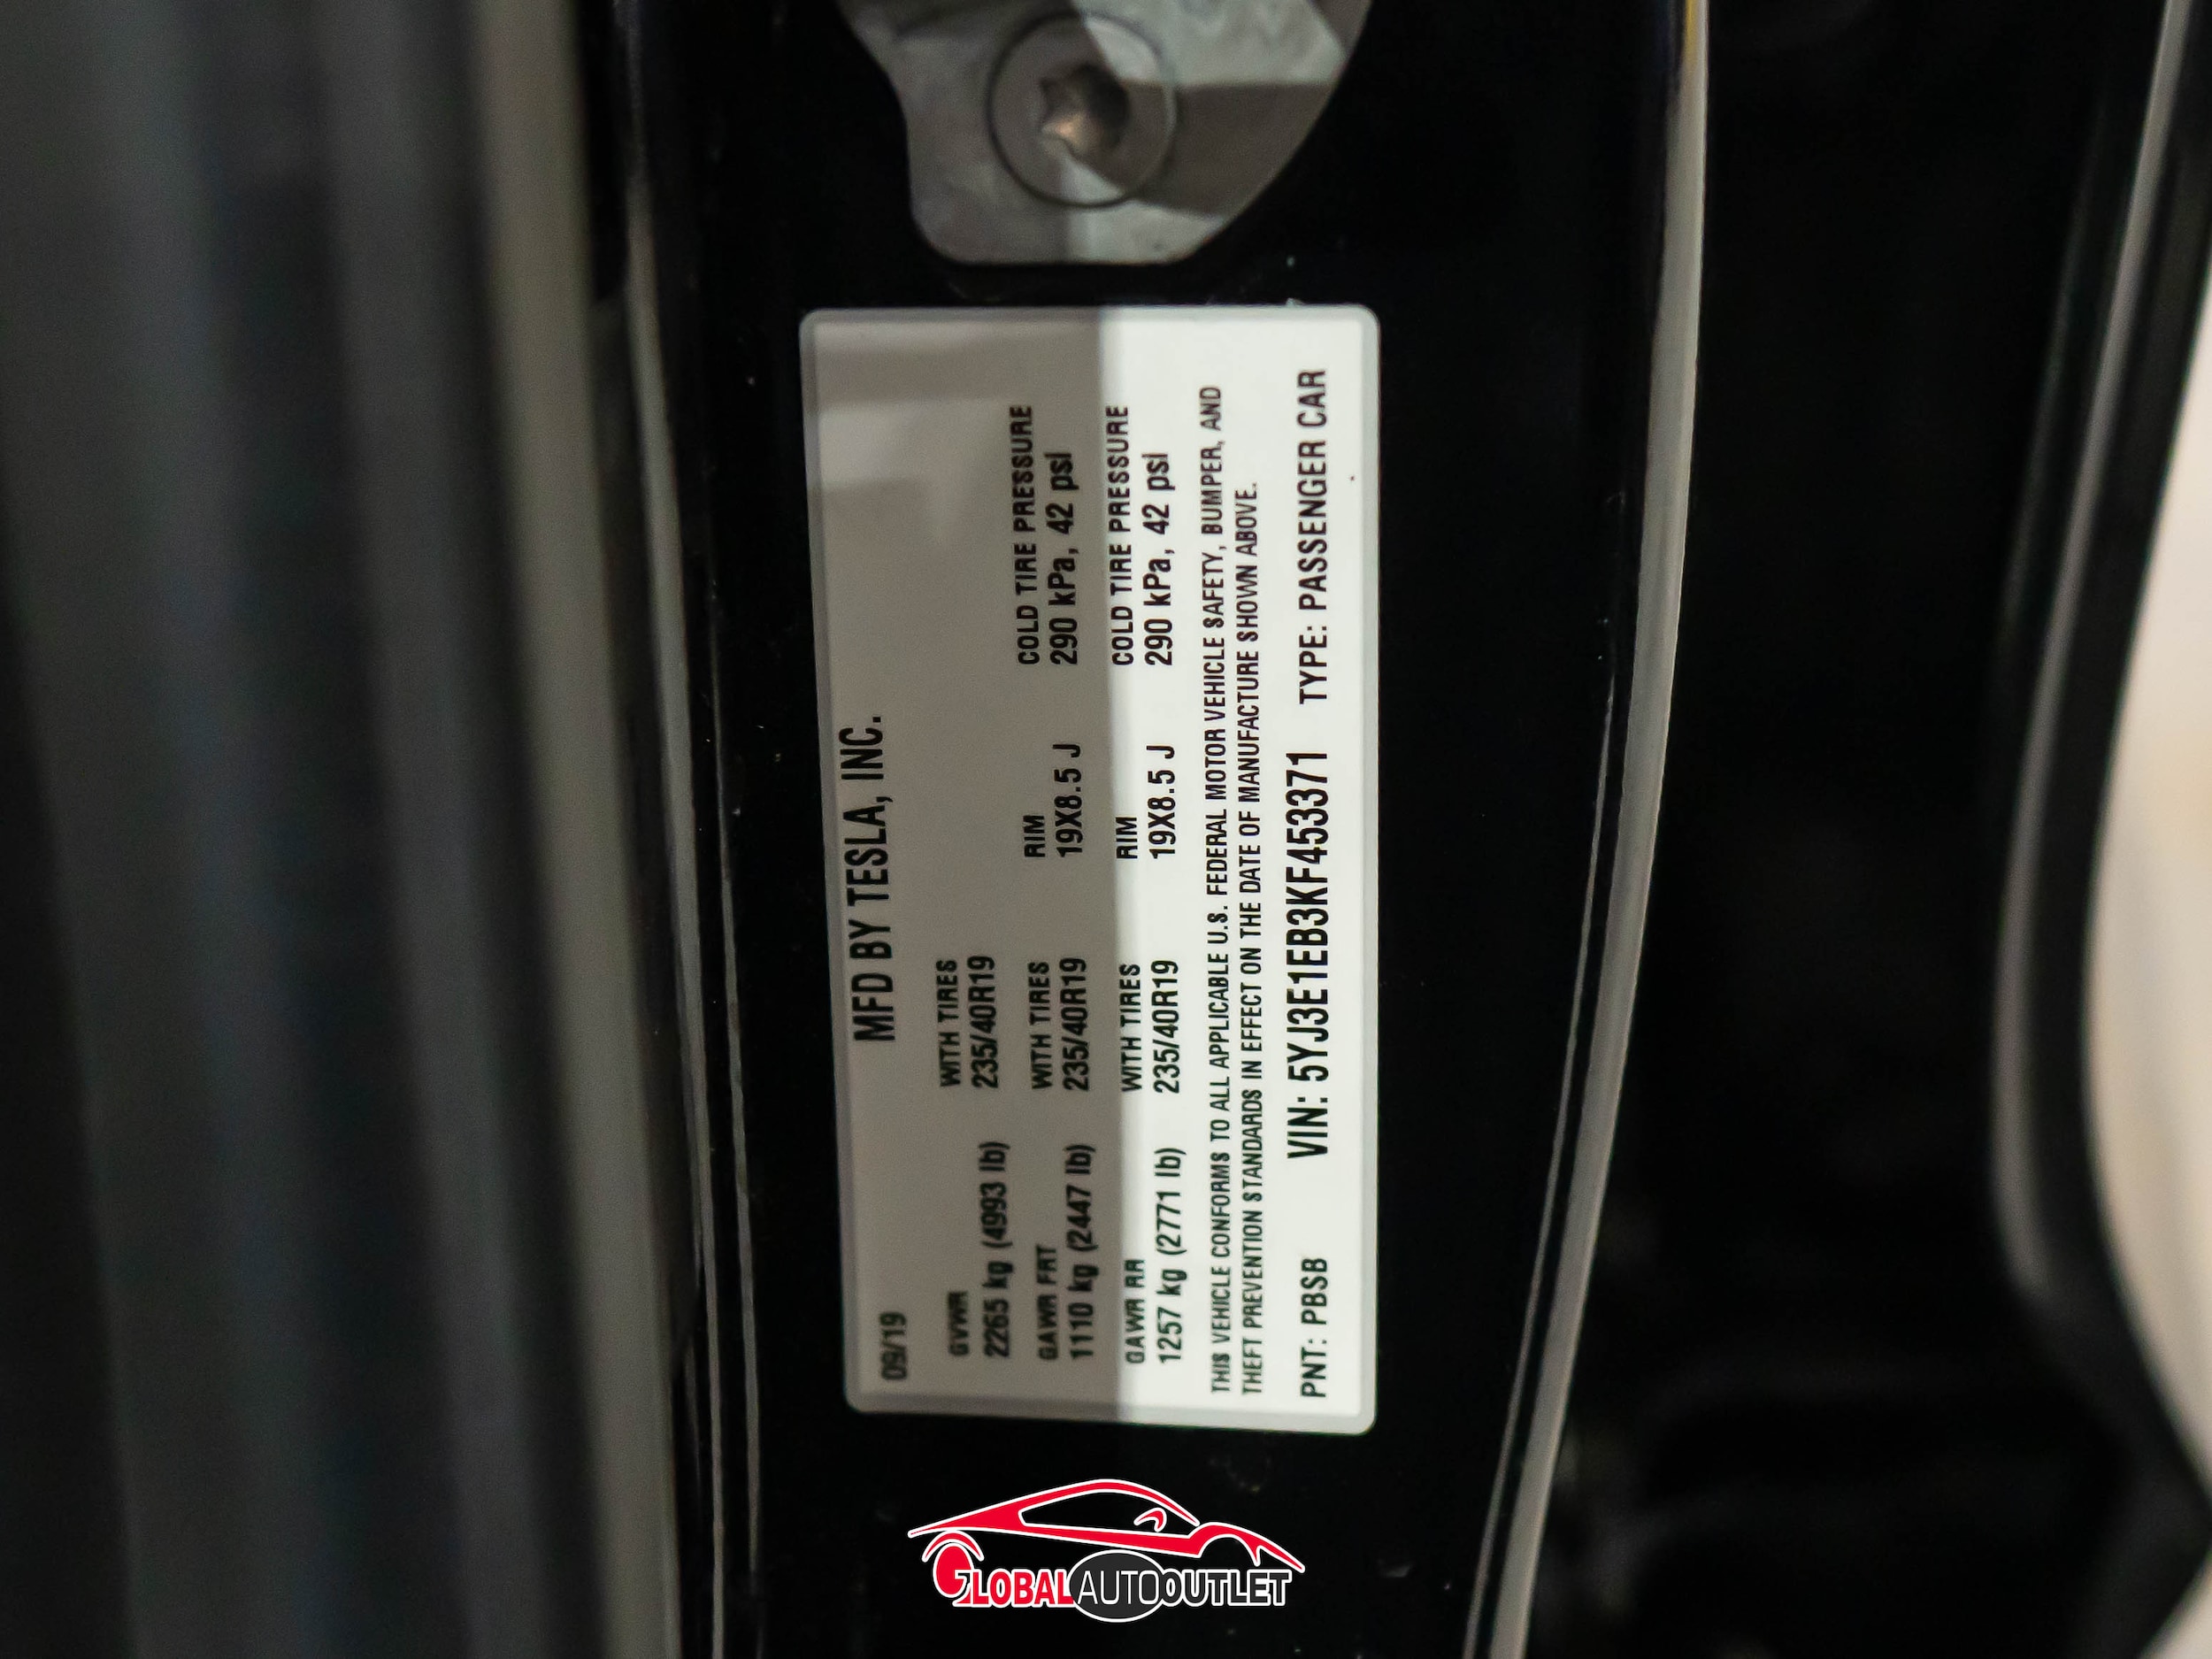 09/19 MFD BY TESLA, INC.
GVWR WITH TIRES
2265 kg (4993 lb) 235/40R19
GAWR FRT WITH TIRES RIM COLD TIRE PRESSURE
1110 kg (2447 lb) 235/40R19 19X8.5 J 290 kPa, 42 psi
GAWR RR WITH TIRES RIM COLD TIRE PRESSURE
1257 kg (2771 lb) 235/40R19 19X8.5 J 290 kPa, 42 psi
THIS VEHICLE CONFORMS TO ALL APPLICABLE U.S. FEDERAL MOTOR VEHICLE SAFETY, BUMPER, AND
THEFT PREVENTION STANDARDS IN EFFECT ON THE DATE OF MANUFACTURE SHOWN ABOVE.
PNT: PBSB VIN: 5YJ3E1EB3KF453371 TYPE: PASSENGER CAR
GLOBALAUTOOUTLET